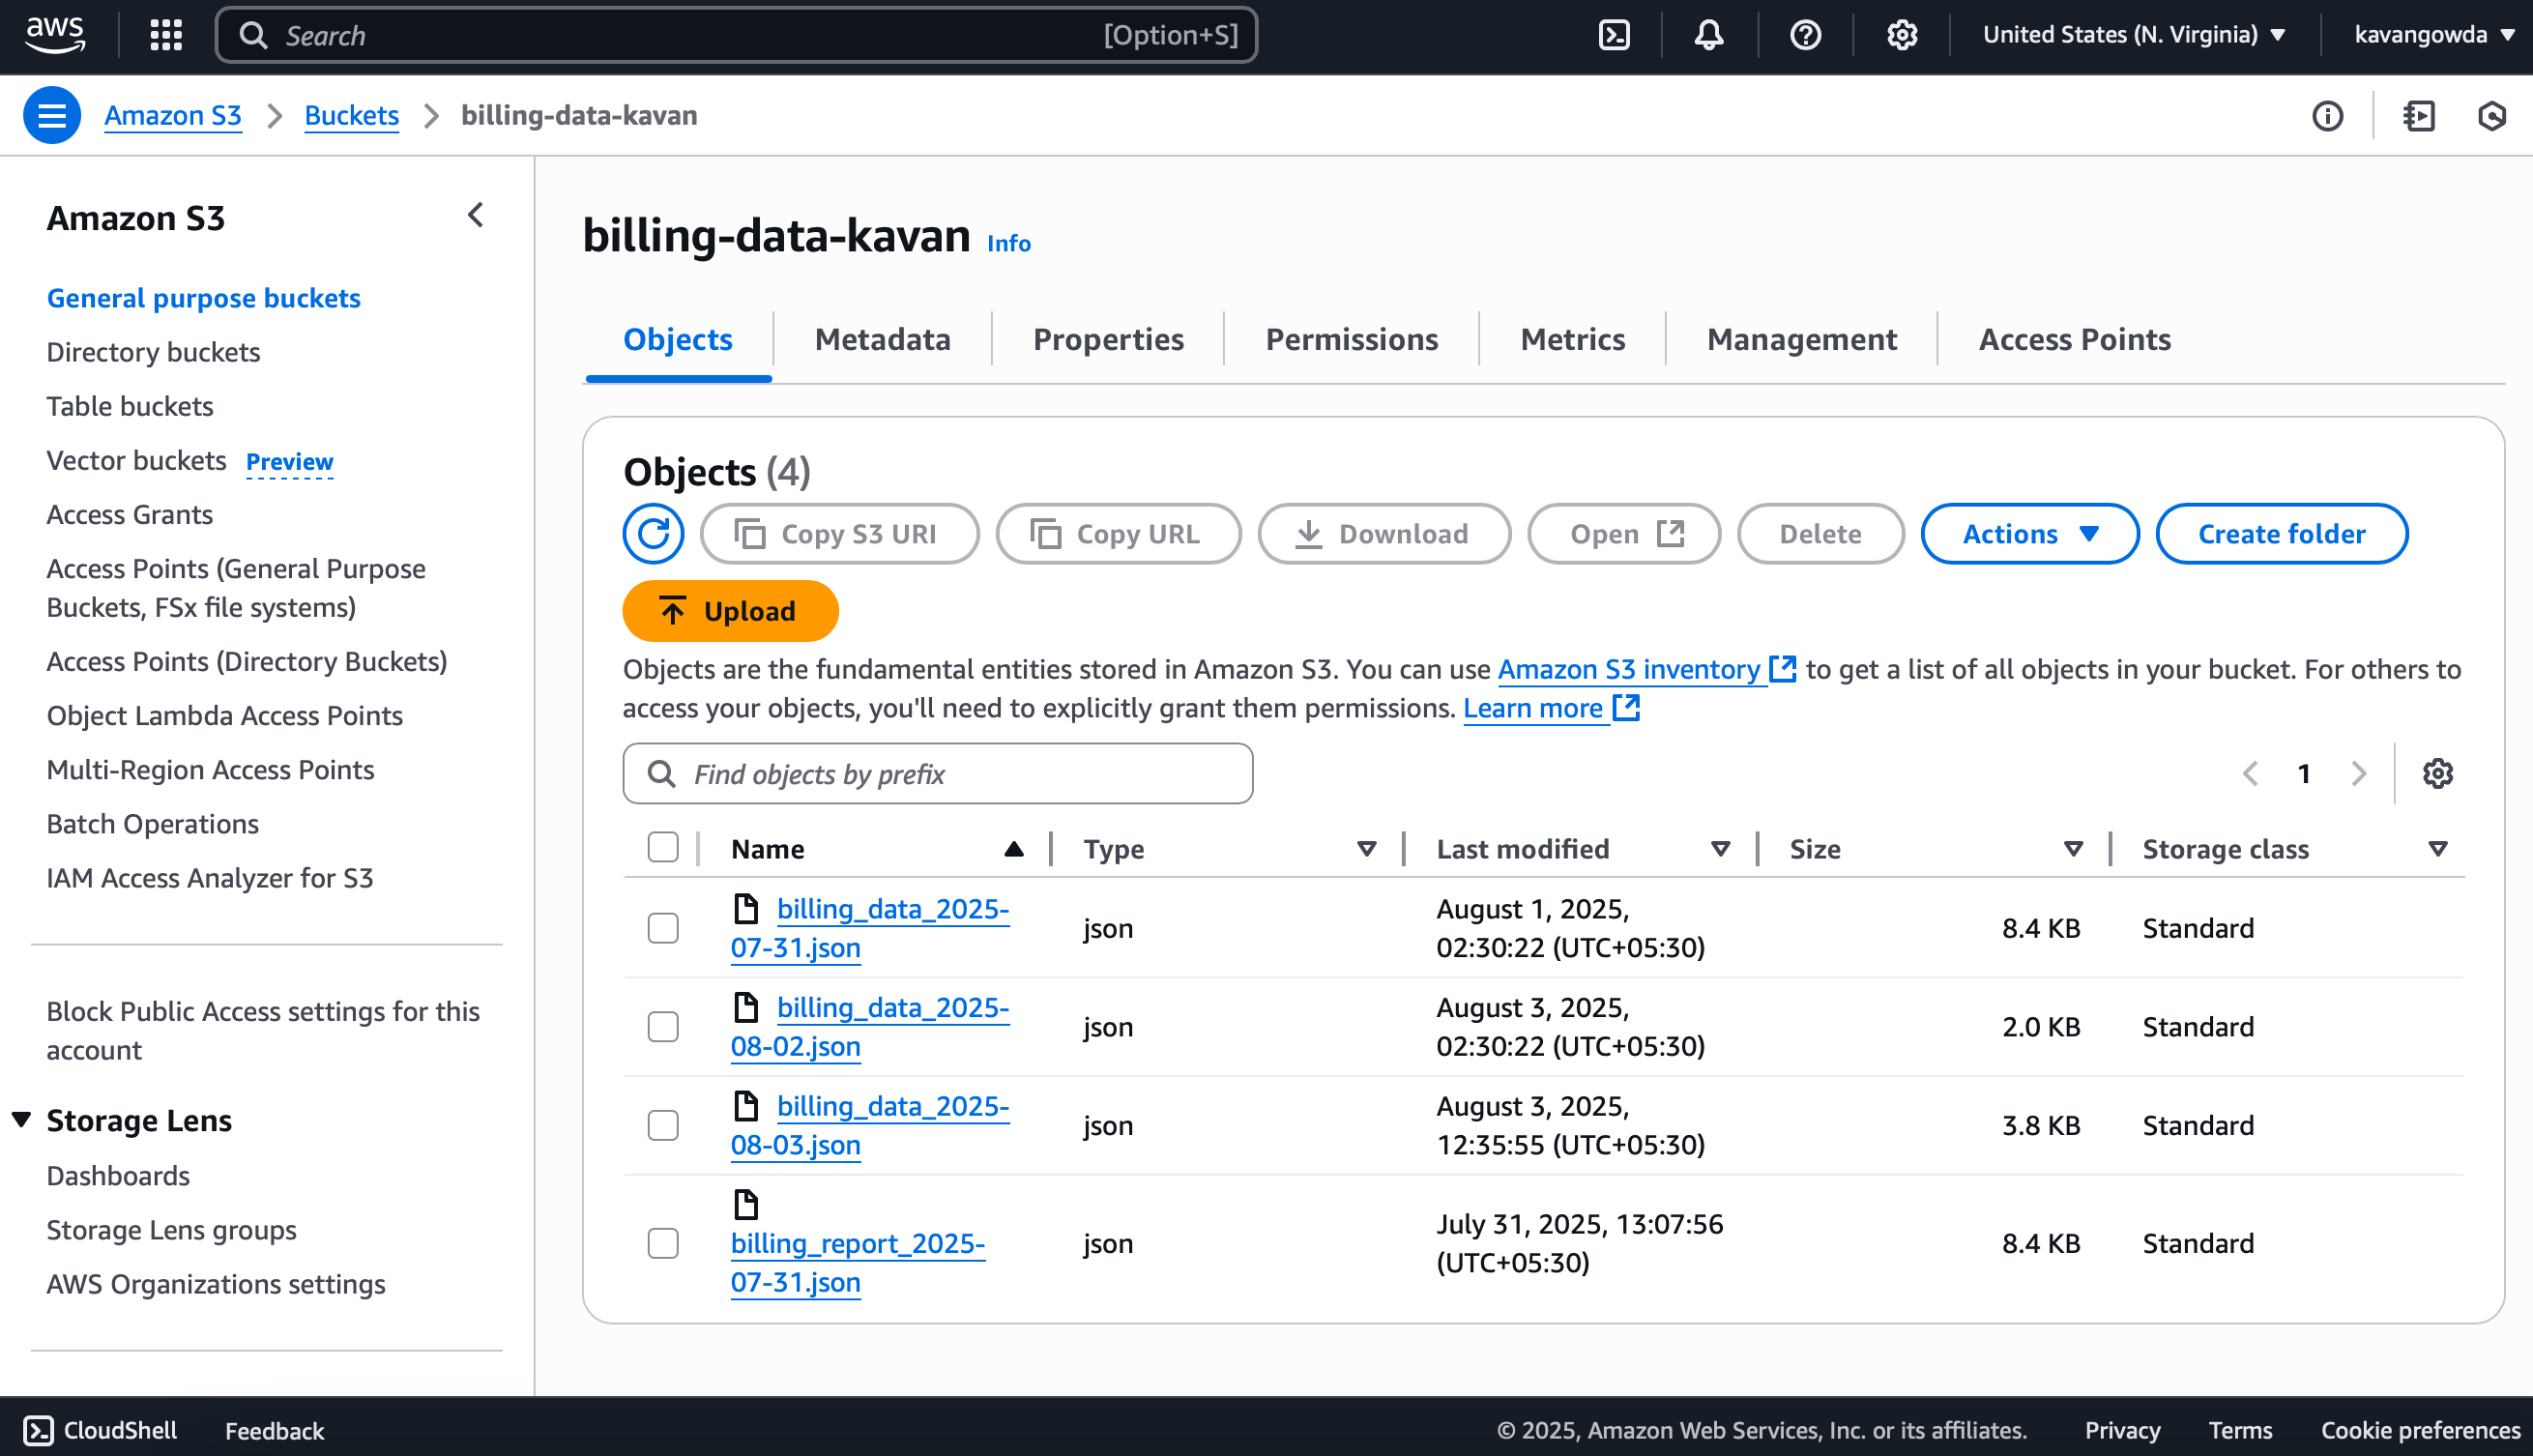 aws
Search
[Option+S]
United States (N. Virginia)
kavangowda
Amazon S3
Buckets
billing-data-kavan
Amazon S3
General purpose buckets
Directory buckets
Table buckets
Vector buckets Preview
Access Grants
Access Points (General Purpose
Buckets, FSx file systems)
Access Points (Directory Buckets)
Object Lambda Access Points
Multi-Region Access Points
Batch Operations
IAM Access Analyzer for S3
Block Public Access settings for this
account
Storage Lens
Dashboards
Storage Lens groups
AWS Organizations settings
billing-data-kavan Info
Objects
Metadata
Properties
Permissions
Metrics
Management
Access Points
Objects (4)
Copy S3 URI
Copy URL
Download
Open
Delete
Actions
Create folder
Upload
Objects are the fundamental entities stored in Amazon S3. You can use Amazon S3 inventory to get a list of all objects in your bucket. For others to
access your objects, you'll need to explicitly grant them permissions. Learn more
Find objects by prefix
1
Name
Type
Last modified
Size
Storage class
billing_data_2025-
07-31.json
json
August 1, 2025,
02:30:22 (UTC+05:30)
8.4 KB
Standard
billing_data_2025-
08-02.json
json
August 3, 2025,
02:30:22 (UTC+05:30)
2.0 KB
Standard
billing_data_2025-
08-03.json
json
August 3, 2025,
12:35:55 (UTC+05:30)
3.8 KB
Standard
billing_report_2025-
07-31.json
json
July 31, 2025, 13:07:56
(UTC+05:30)
8.4 KB
Standard
CloudShell
Feedback
© 2025, Amazon Web Services, Inc. or its affiliates.
Privacy
Terms
Cookie preferences